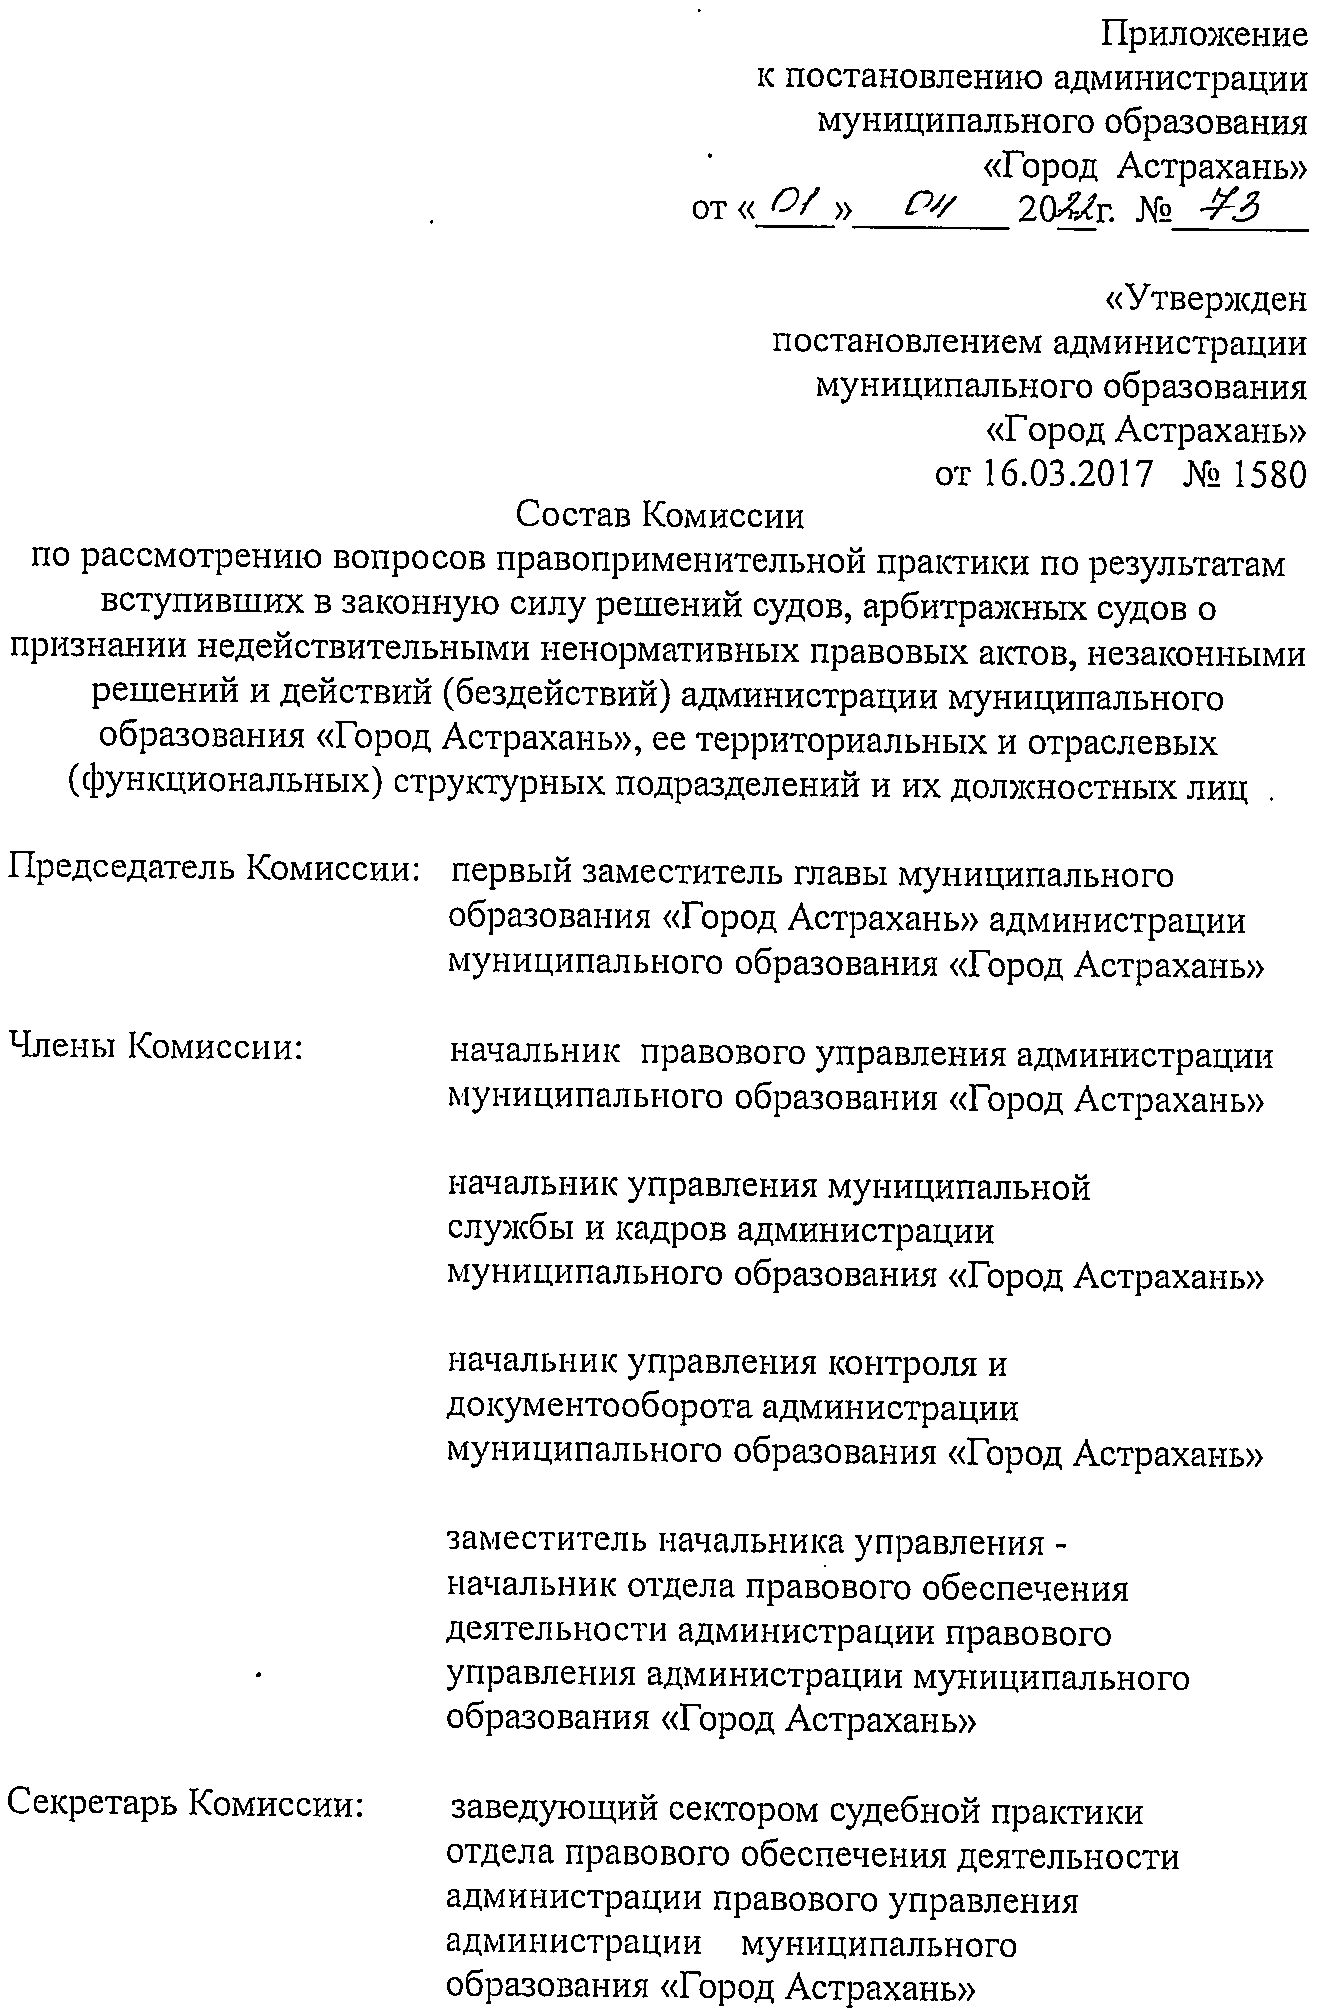 Приложение
к постановлению администрации
муниципального образования
«Город Астрахань»
от «01» 04 2022г. № 73
«Утвержден
постановлением администрации
муниципального образования
«Город Астрахань»
от 16.03.2017 № 1580
Состав Комиссии
по рассмотрению вопросов правоприменительной практики по результатам
вступивших в законную силу решений судов, арбитражных судов о
признании недействительными ненормативных правовых актов, незаконными
решений и действий (бездействий) администрации муниципального
образования «Город Астрахань», ее территориальных и отраслевых
(функциональных) структурных подразделений и их должностных лиц .
Председатель Комиссии: первый заместитель главы муниципального
образования «Город Астрахань» администрации
муниципального образования «Город Астрахань»
Члены Комиссии: начальник правового управления администрации
муниципального образования «Город Астрахань»
начальник управления муниципальной
службы и кадров администрации
муниципального образования «Город Астрахань»
начальник управления контроля и
документооборота администрации
муниципального образования «Город Астрахань»
заместитель начальника управления -
начальник отдела правового обеспечения
деятельности администрации правового
управления администрации муниципального
образования «Город Астрахань»
Секретарь Комиссии: заведующий сектором судебной практики
отдела правового обеспечения деятельности
администрации правового управления
администрации муниципального
образования «Город Астрахань»